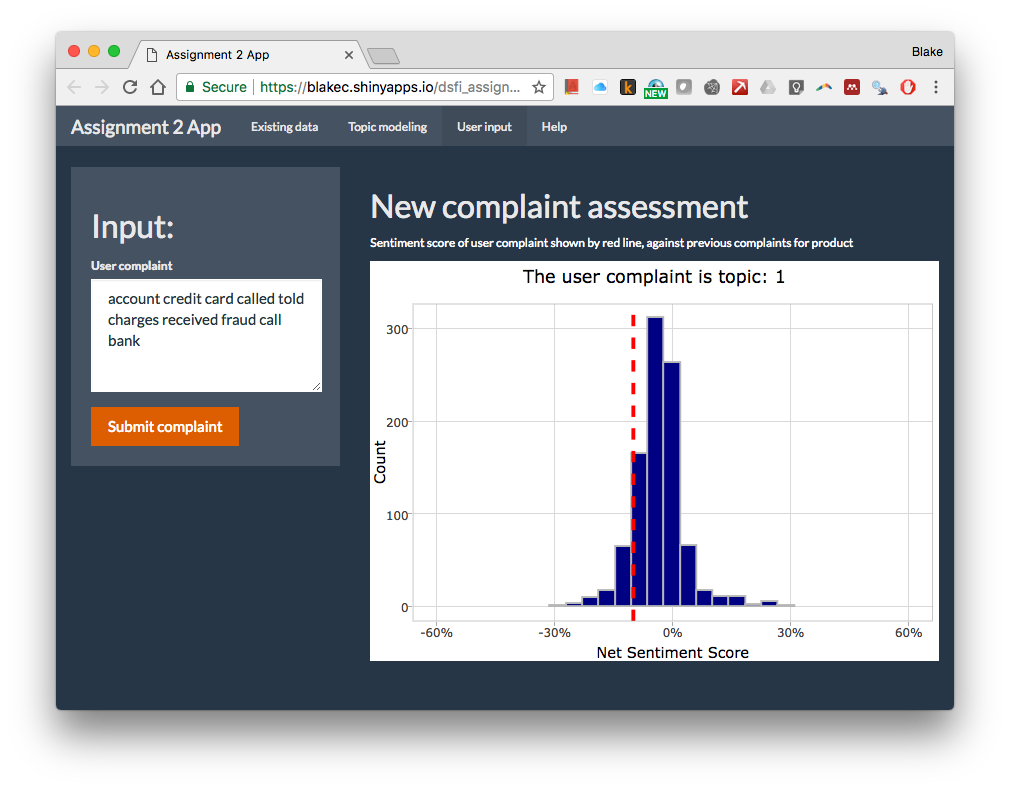 Assignment 2 App
Blake
Secure
https://blakec.shinyapps.io/dsfi_assign...
NEW
Assignment 2 App
Existing data
Topic modeling
User input
Help
Input:
User complaint
account credit card called told
charges received fraud call
bank
Submit complaint
New complaint assessment
Sentiment score of user complaint shown by red line, against previous complaints for product
The user complaint is topic: 1
300
200
100
0
Count
-60%
-30%
0%
30%
60%
Net Sentiment Score